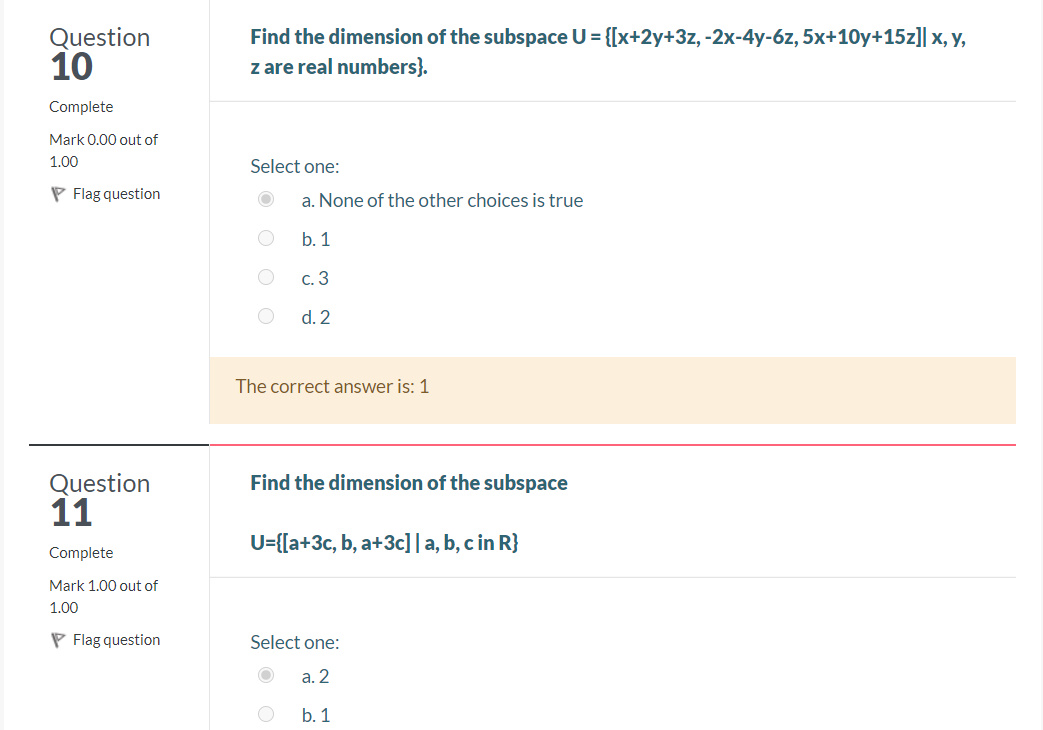 Question
10
Complete
Mark 0.00 out of
1.00
Flag question
Find the dimension of the subspace U = {[x+2y+3z, -2x-4y-6z, 5x+10y+15z]| x, y,
z are real numbers}.
Select one:
a. None of the other choices is true
b. 1
c. 3
d. 2
The correct answer is: 1
Question
11
Complete
Mark 1.00 out of
1.00
Flag question
Find the dimension of the subspace
U={[a+3c, b, a+3c] | a, b, c in R}
Select one:
a. 2
b. 1